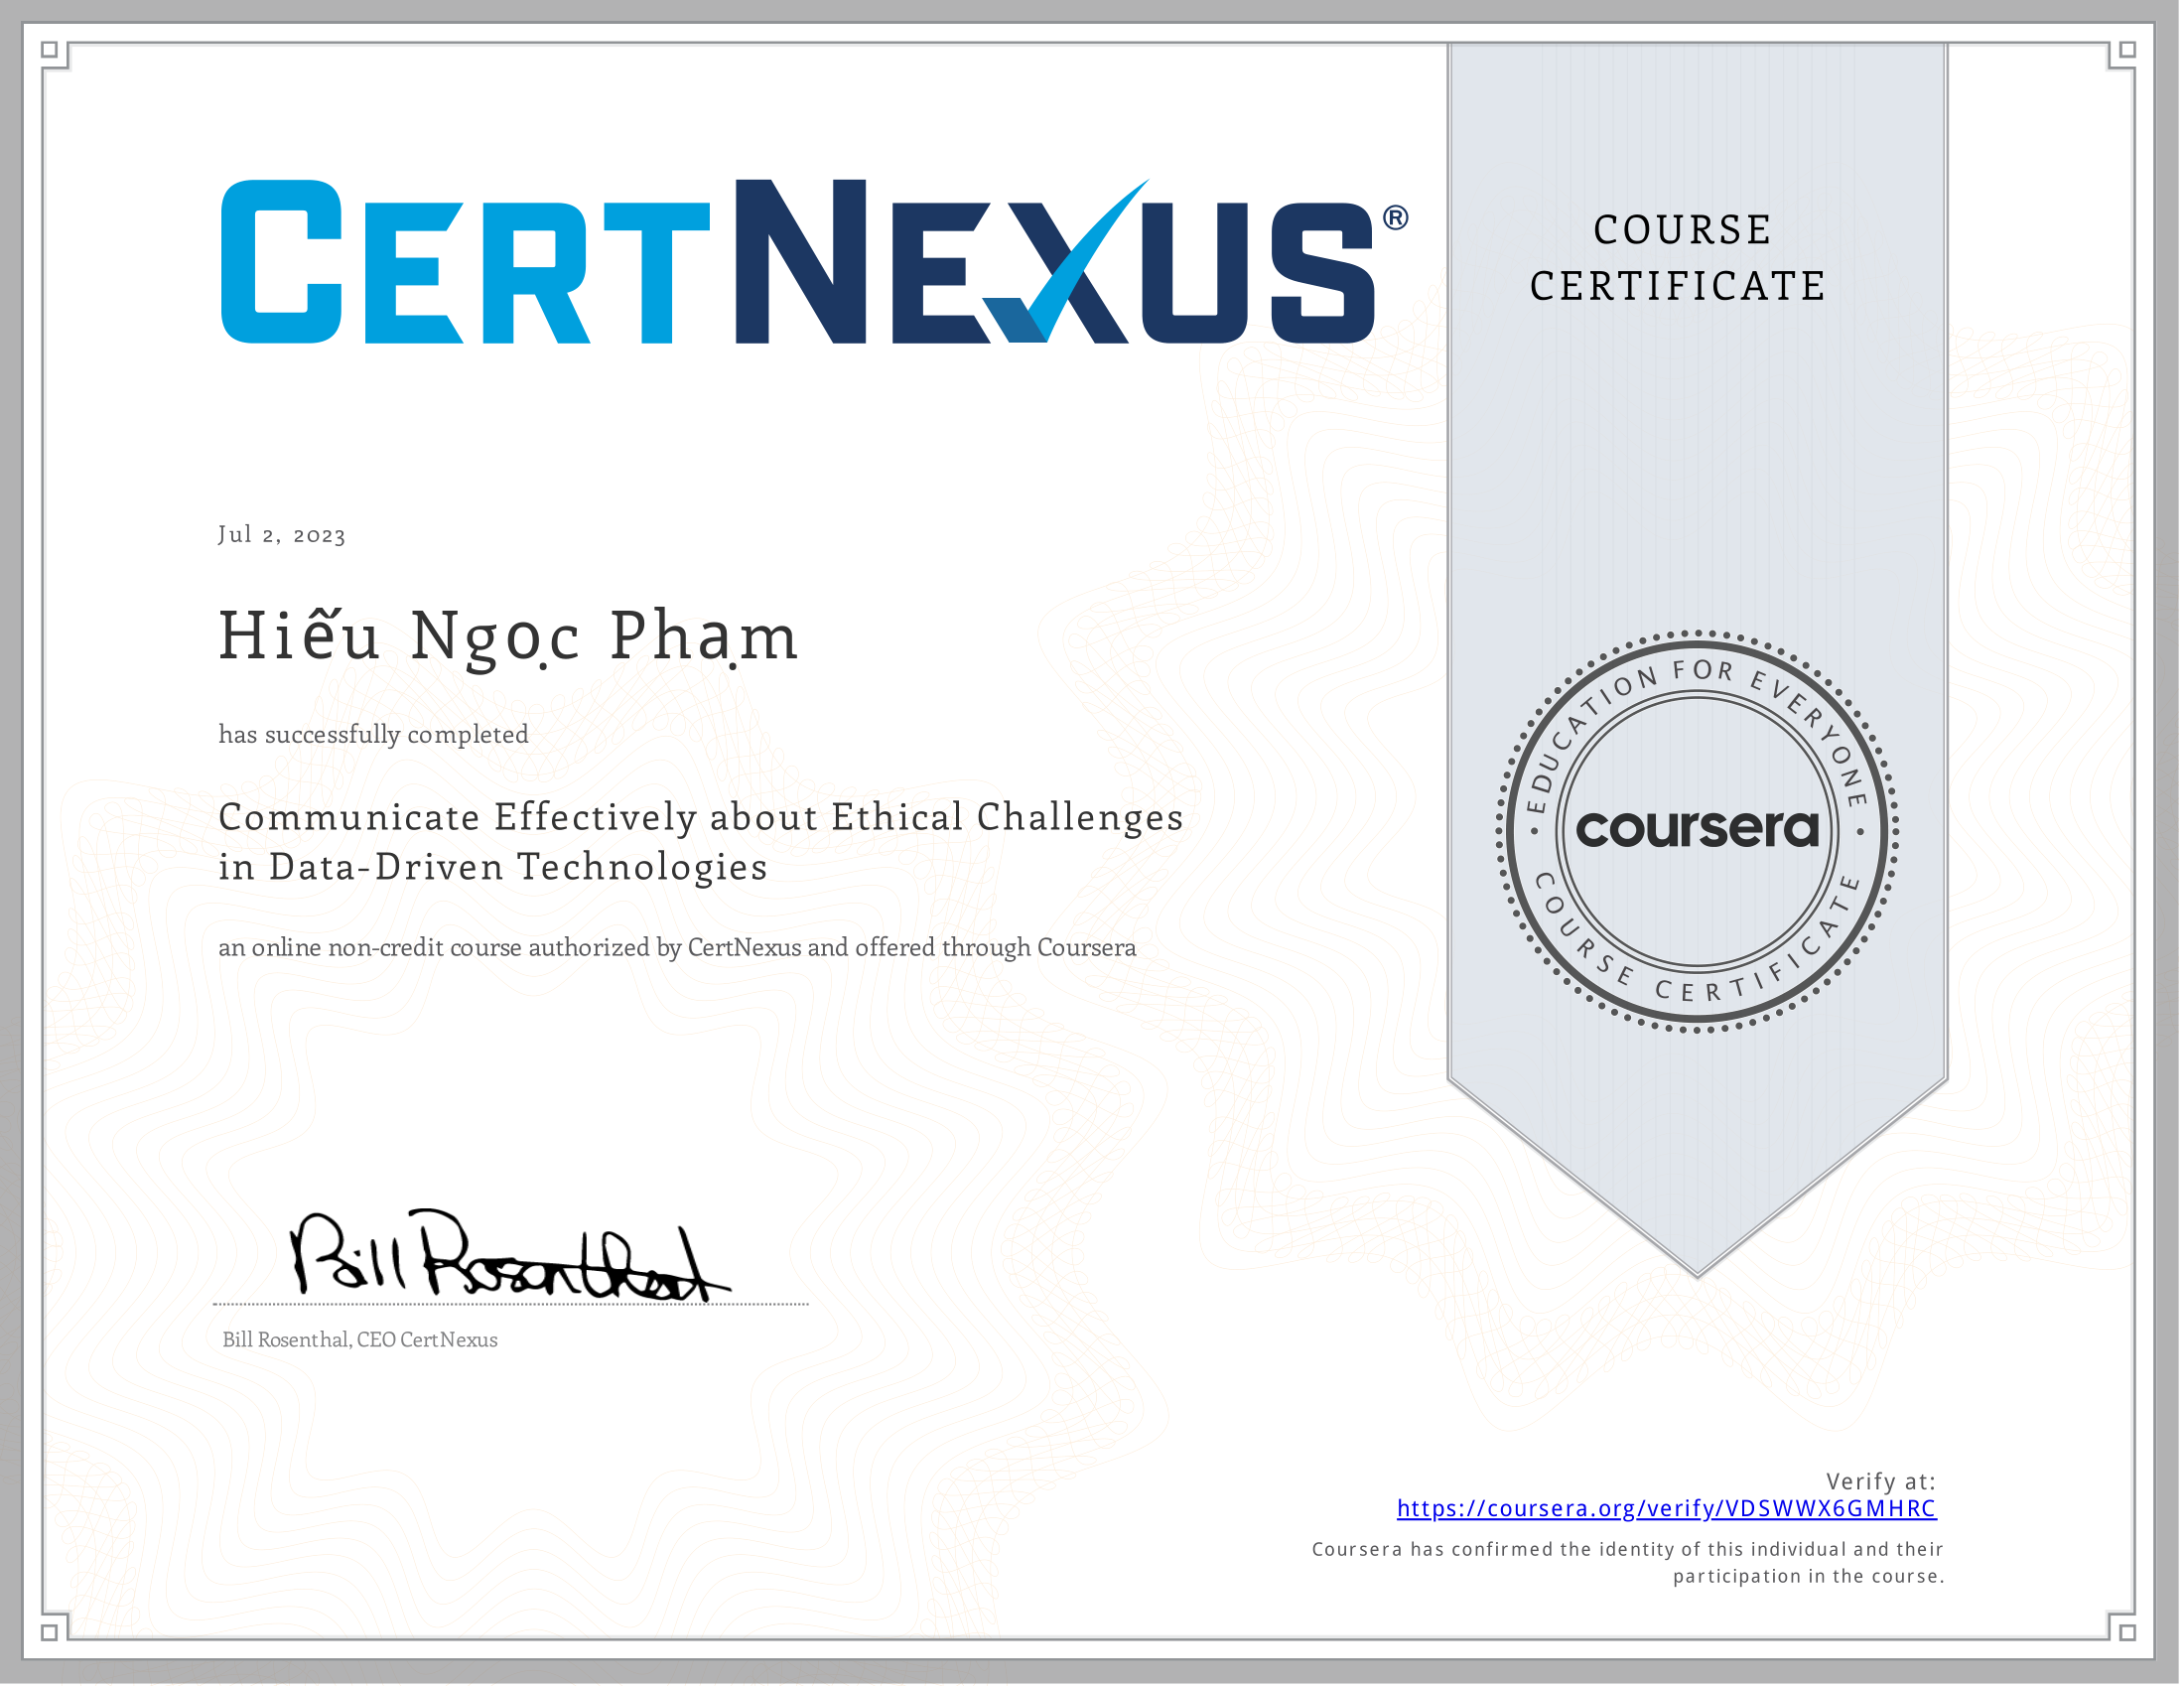 CERTNEXUS®
COURSE
CERTIFICATE
Jul 2, 2023
Hiếu Ngọc Phạm
has successfully completed
Communicate Effectively about Ethical Challenges
in Data-Driven Technologies
an online non-credit course authorized by CertNexus and offered through Coursera
EDUCATION FOR EVERYONE
coursera
COURSE CERTIFICATE
Bill Rosenthal
Bill Rosenthal, CEO CertNexus
Verify at:
https://coursera.org/verify/VDSWWX6GMHRC
Coursera has confirmed the identity of this individual and their
participation in the course.